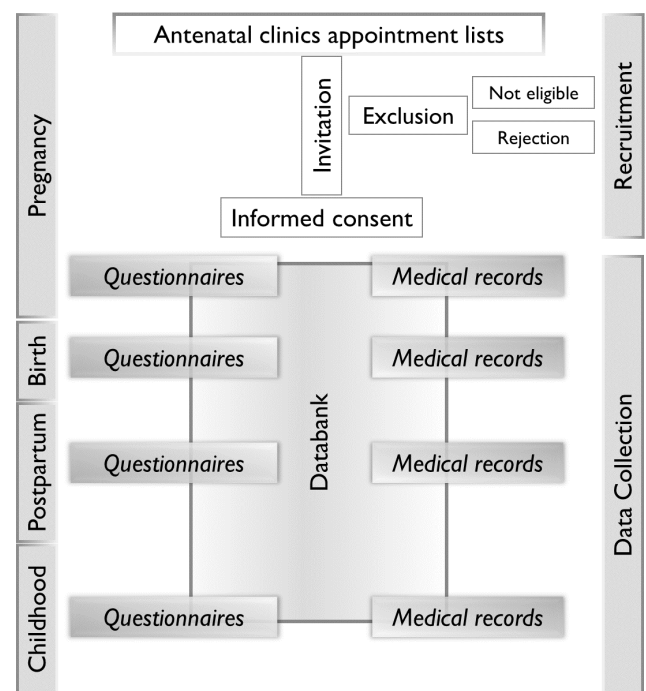 Antenatal clinics appointment lists
Pregnancy
Invitation
Exclusion
Not eligible
Rejection
Recruitment
Informed consent
Questionnaires
Medical records
Birth
Questionnaires
Medical records
Databank
Data Collection
Postpartum
Questionnaires
Medical records
Childhood
Questionnaires
Medical records